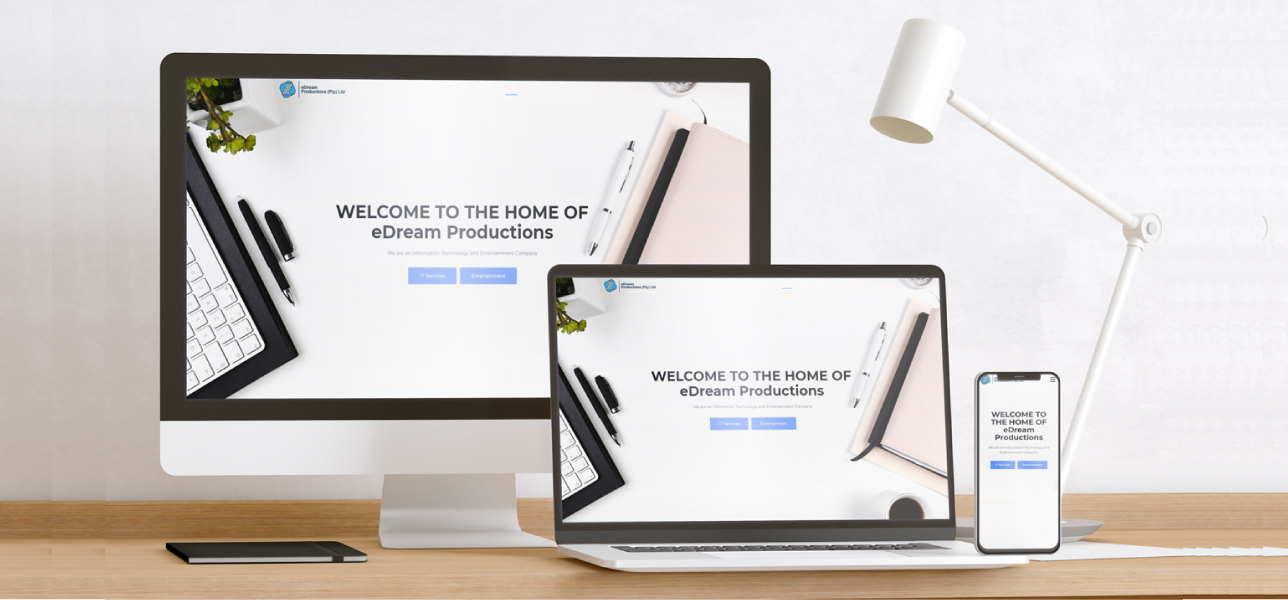 eDream
Productions (Pty) Ltd
WELCOME TO THE HOME OF
eDream Productions
We are an Information Technology and Entertainment Company
IT Services
Entertainment
eDream
Productions (Pty) Ltd
WELCOME TO THE HOME OF
eDream Productions
We are an Information Technology and Entertainment Company
IT Services
Entertainment
WELCOME TO
THE HOME OF
eDream
Productions
We are an Information Technology and
Entertainment Company
IT Services
Entertainment